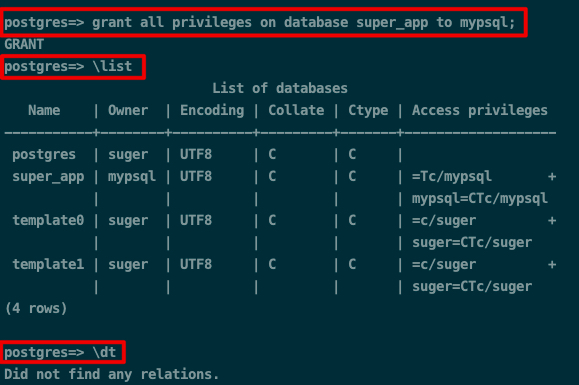 postgres=> grant all privileges on database super_app to mypsql;
GRANT
postgres=> \list
                          List of databases
   Name    | Owner  | Encoding | Collate | Ctype | Access privileges
-----------+--------+----------+---------+-------+-------------------
 postgres  | suger  | UTF8     | C       | C     |
 super_app | mypsql | UTF8     | C       | C     | =Tc/mypsql       +
           |        |          |         |       | mypsql=CTc/mypsql
 template0 | suger  | UTF8     | C       | C     | =c/suger         +
           |        |          |         |       | suger=CTc/suger
 template1 | suger  | UTF8     | C       | C     | =c/suger         +
           |        |          |         |       | suger=CTc/suger
(4 rows)
postgres=> \dt
Did not find any relations.